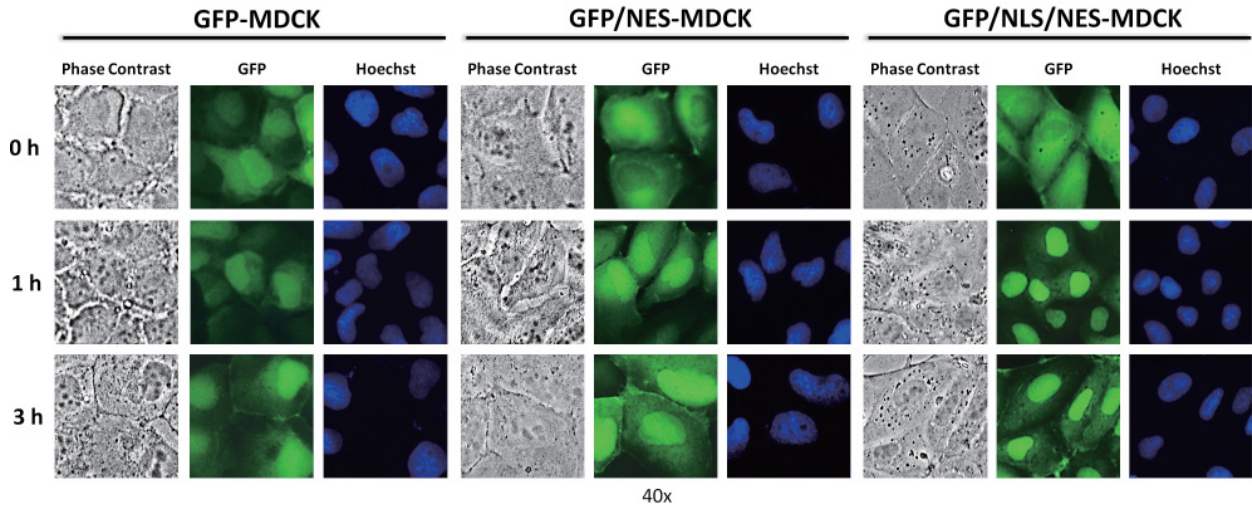 GFP-MDCK GFP/NES-MDCK GFP/NLS/NES-MDCK
Phase Contrast GFP Hoechst Phase Contrast GFP Hoechst Phase Contrast GFP Hoechst
0 h
1 h
3 h
40x